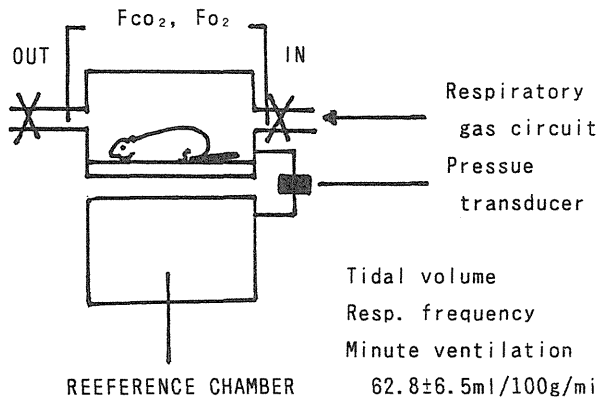 Fco₂, Fo₂
OUT
IN
Respiratory
gas circuit
Pressue
transducer
Tidal volume
Resp. frequency
Minute ventilation
62.8±6.5ml/100g/mi
REEFERENCE CHAMBER